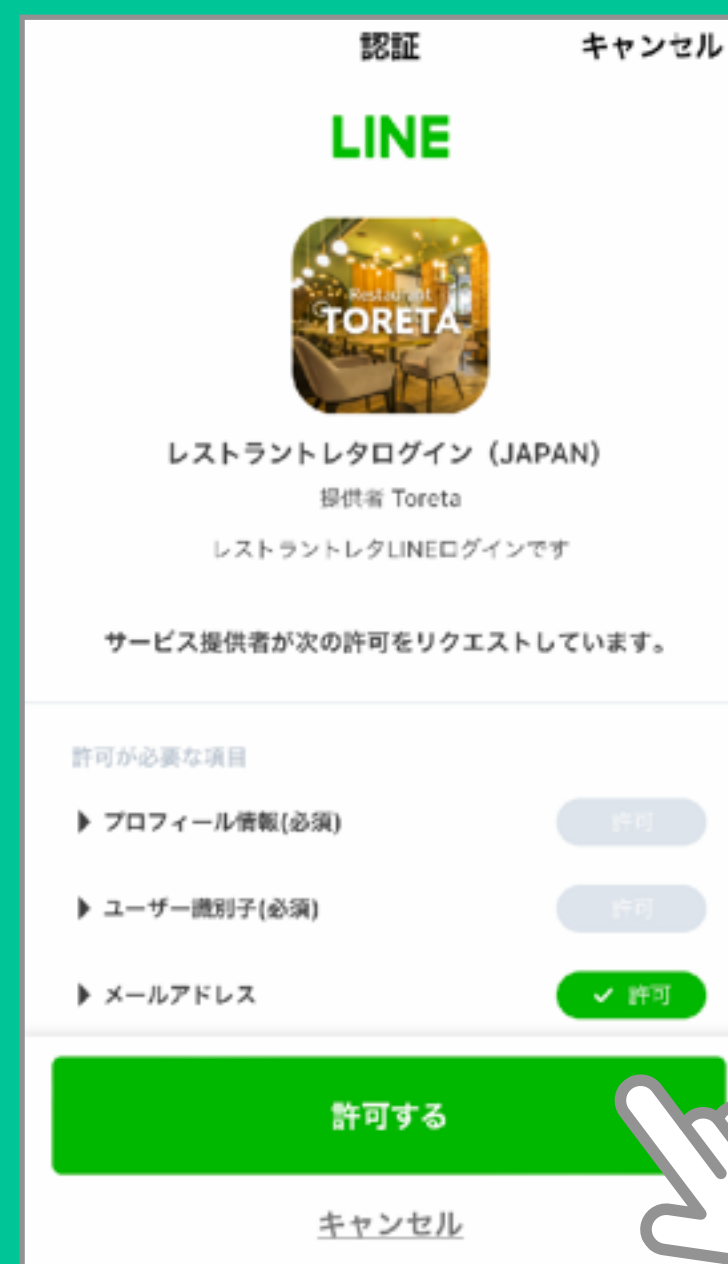 認証
キャンセル
LINE
Restaurant
TORETA
レストラントレタログイン（JAPAN）
提供者 Toreta
レストラントレタLINEログインです
サービス提供者が次の許可をリクエストしています。
許可が必要な項目
プロフィール情報(必須)
許可
ユーザー識別子(必須)
許可
メールアドレス
許可
許可する
キャンセル